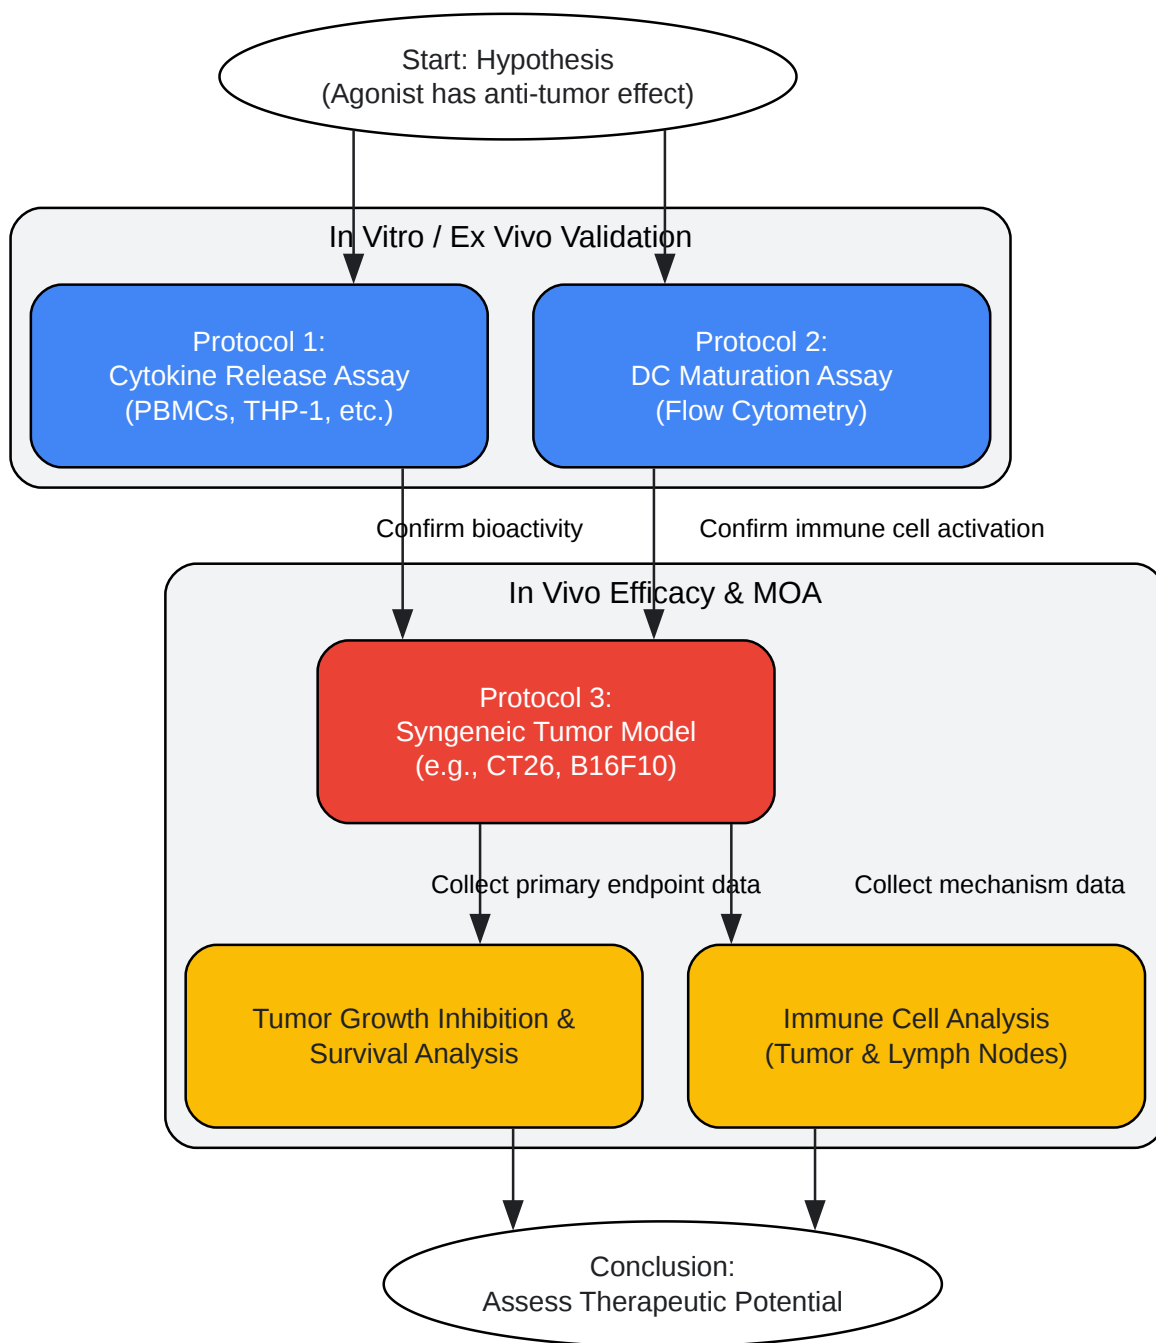 Start: Hypothesis
(Agonist has anti-tumor effect)
In Vitro / Ex Vivo Validation
Protocol 1:
Cytokine Release Assay
(PBMCs, THP-1, etc.)
Protocol 2:
DC Maturation Assay
(Flow Cytometry)
Confirm bioactivity
Confirm immune cell activation
In Vivo Efficacy & MOA
Protocol 3:
Syngeneic Tumor Model
(e.g., CT26, B16F10)
Collect primary endpoint data
Collect mechanism data
Tumor Growth Inhibition &
Survival Analysis
Immune Cell Analysis
(Tumor & Lymph Nodes)
Conclusion:
Assess Therapeutic Potential